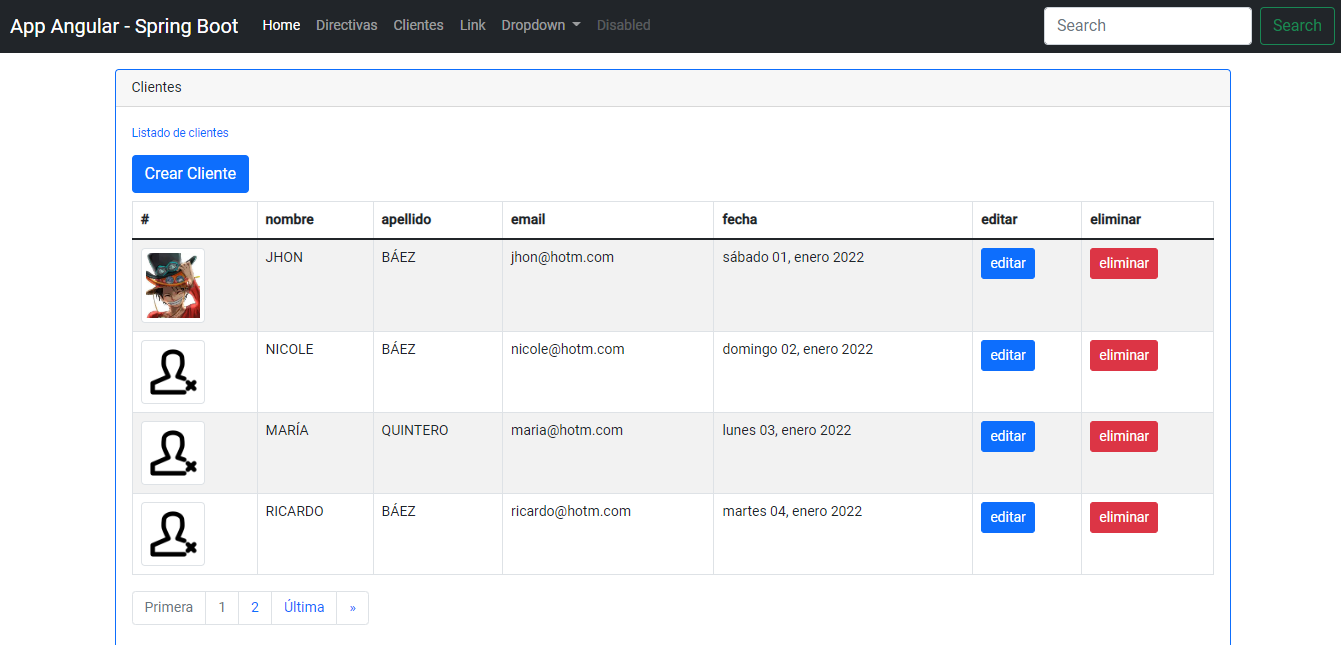 App Angular - Spring Boot Home Directivas Clientes Link Dropdown Disabled Search Search
Clientes
Listado de clientes
Crear Cliente
# nombre apellido email fecha editar eliminar
JHON BÁEZ jhon@hotm.com sábado 01, enero 2022 editar eliminar
NICOLE BÁEZ nicole@hotm.com domingo 02, enero 2022 editar eliminar
MARÍA QUINTERO maria@hotm.com lunes 03, enero 2022 editar eliminar
RICARDO BÁEZ ricardo@hotm.com martes 04, enero 2022 editar eliminar
Primera 1 2 Última »